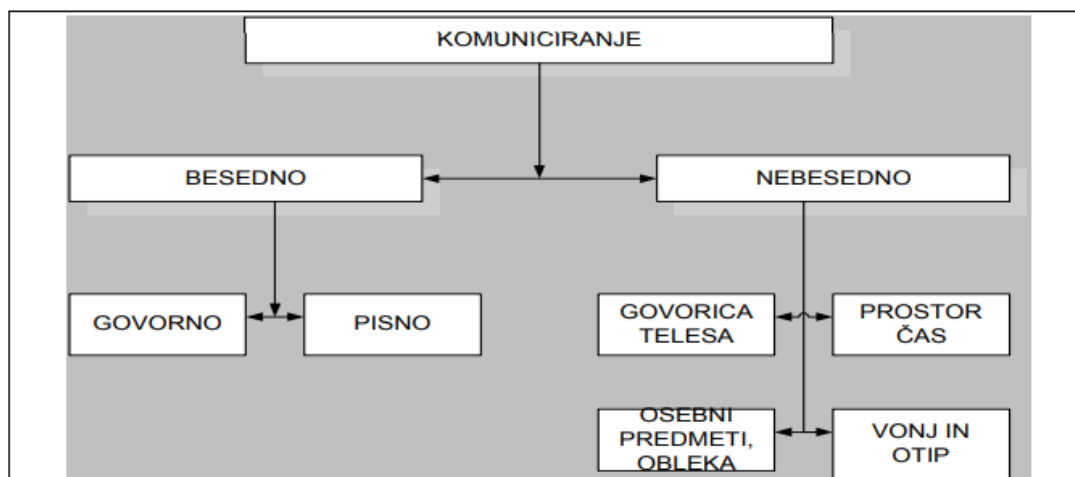 KOMUNICIRANJE
BESEDNO
NEBESEDNO
GOVORNO
PISNO
GOVORICA
TELESA
PROSTOR
ČAS
OSEBNI
PREDMETI,
OBLEKA
VONJ IN
OTIP